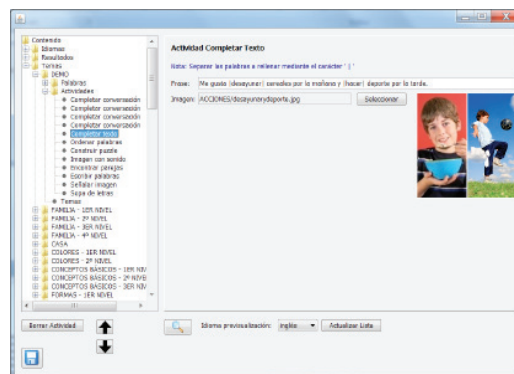 Contenido
Idiomas
Resultados
Temas
DEMO
Palabras
Actividades
Completar conversación
Completar conversación
Completar conversación
Completar conversación
Completar texto
Ordenar palabras
Construir puzzle
Imagen con sonido
Encontrar parejas
Escribir palabras
Señalar imagen
Sopa de letras
Temas
FAMILIA - 1ER NIVEL
FAMILIA - 2º NIVEL
FAMILIA - 3ER NIVEL
FAMILIA - 4º NIVEL
CASA
COLORES - 1ER NIVEL
COLORES - 2º NIVEL
CONCEPTOS BÁSICOS - 1ER NIV
CONCEPTOS BÁSICOS - 2º NIVE
CONCEPTOS BÁSICOS - 3ER NIV
FORMAS - 1ER NIVEL
Borrar Actividad
Actividad Completar Texto
Nota: Separar las palabras a rellenar mediante el carácter ' | '
Frase: Me gusta |desayunar| cereales por la mañana y |hacer| deporte por la tarde.
Imagen: ACCIONES/desayunarydeporte.jpg Seleccionar
Idioma previsualización: Inglés Actualizar Lista